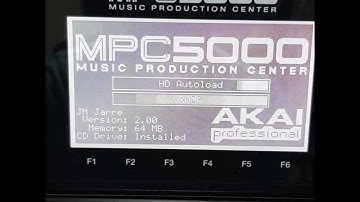 MUSIC PRODUCTION CENTER
MPC5000
MUSIC PRODUCTION CENTER
HD Autoload
JM Jarre
Version: 2.00
Memory: 64 MB
CD Drive: Installed
AKAI
professional
F1 F2 F3 F4 F5 F6